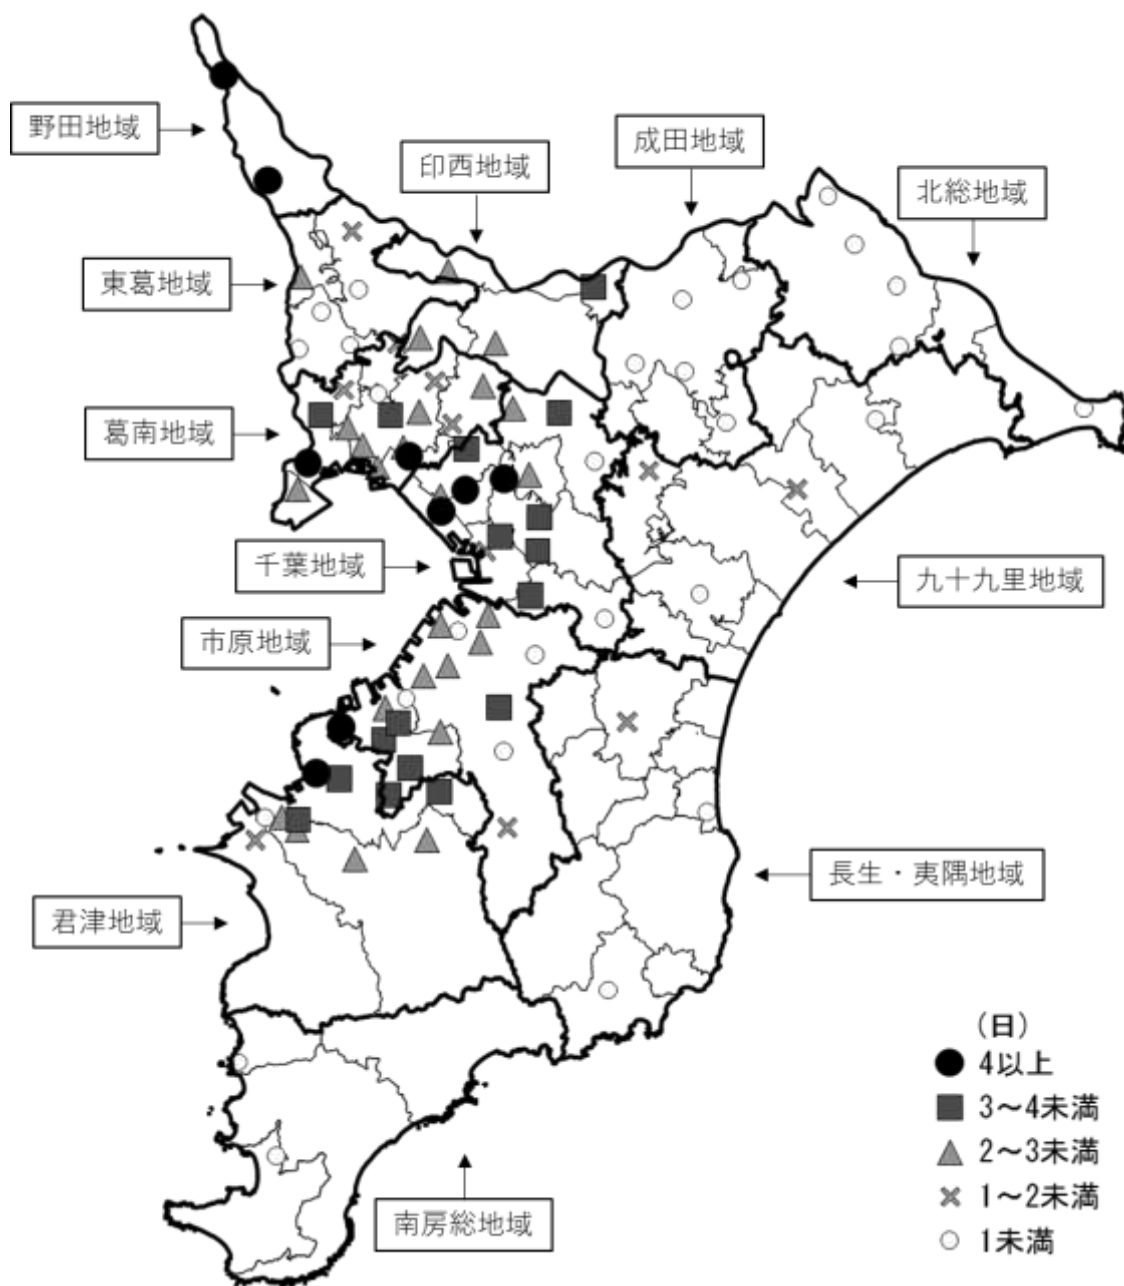 野田地域
印西地域
成田地域
北総地域
東葛地域
葛南地域
千葉地域
九十九里地域
市原地域
長生・夷隅地域
君津地域
南房総地域
（日）
4以上
3～4未満
2～3未満
1～2未満
1未満